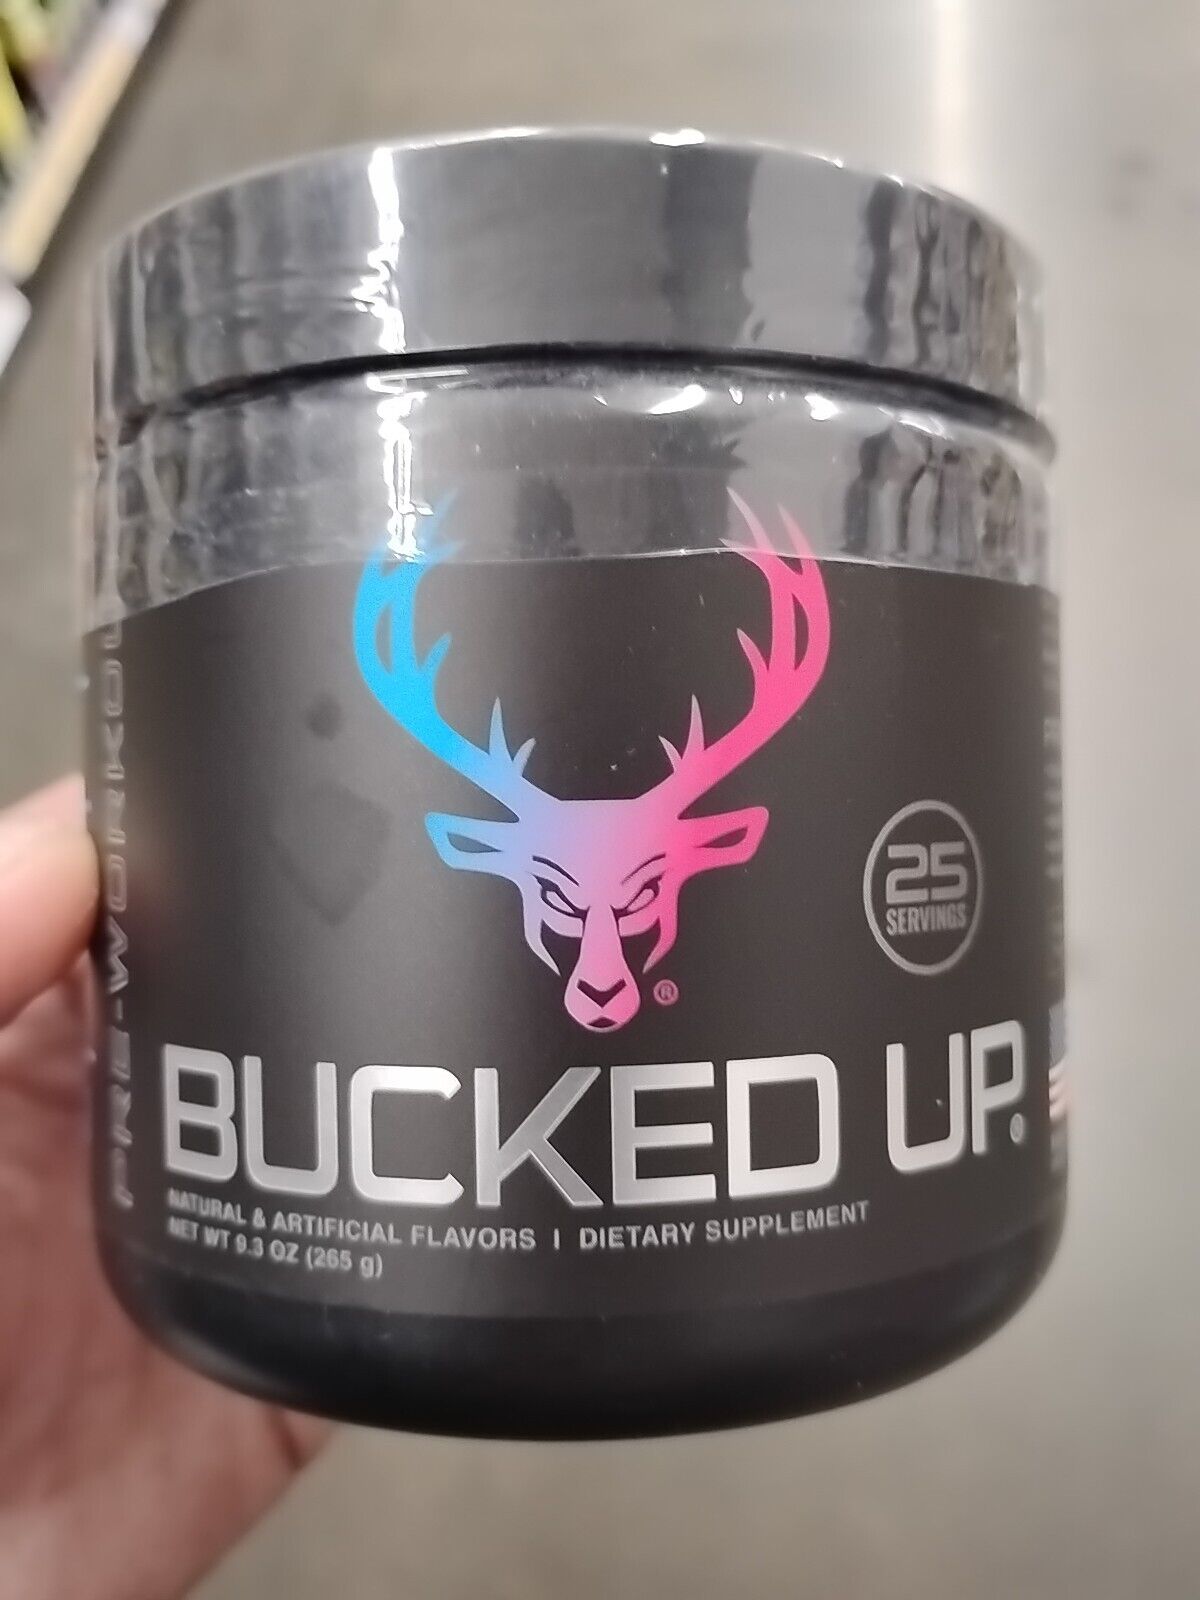 25
SERVINGS
®
BUCKED UP®
NATURAL & ARTIFICIAL FLAVORS | DIETARY SUPPLEMENT
NET WT 9.3 OZ (265 g)